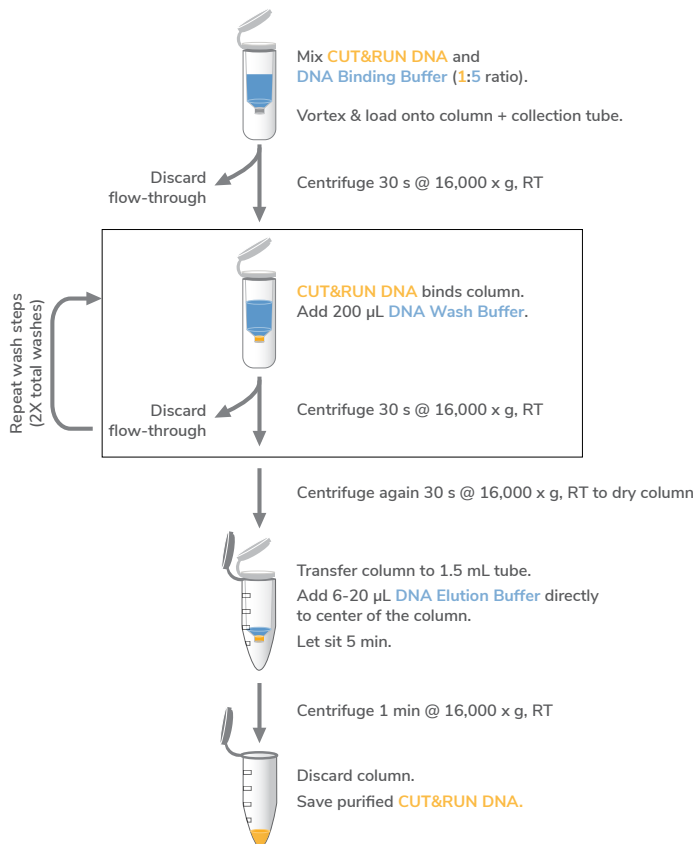 Mix CUT&RUN DNA and
DNA Binding Buffer (1:5 ratio).
Vortex & load onto column + collection tube.
Discard
flow-through
Centrifuge 30 s @ 16,000 x g, RT
Repeat wash steps
(2X total washes)
CUT&RUN DNA binds column.
Add 200 µL DNA Wash Buffer.
Discard
flow-through
Centrifuge 30 s @ 16,000 x g, RT
Centrifuge again 30 s @ 16,000 x g, RT to dry column
Transfer column to 1.5 mL tube.
Add 6-20 µL DNA Elution Buffer directly
to center of the column.
Let sit 5 min.
Centrifuge 1 min @ 16,000 x g, RT
Discard column.
Save purified CUT&RUN DNA.